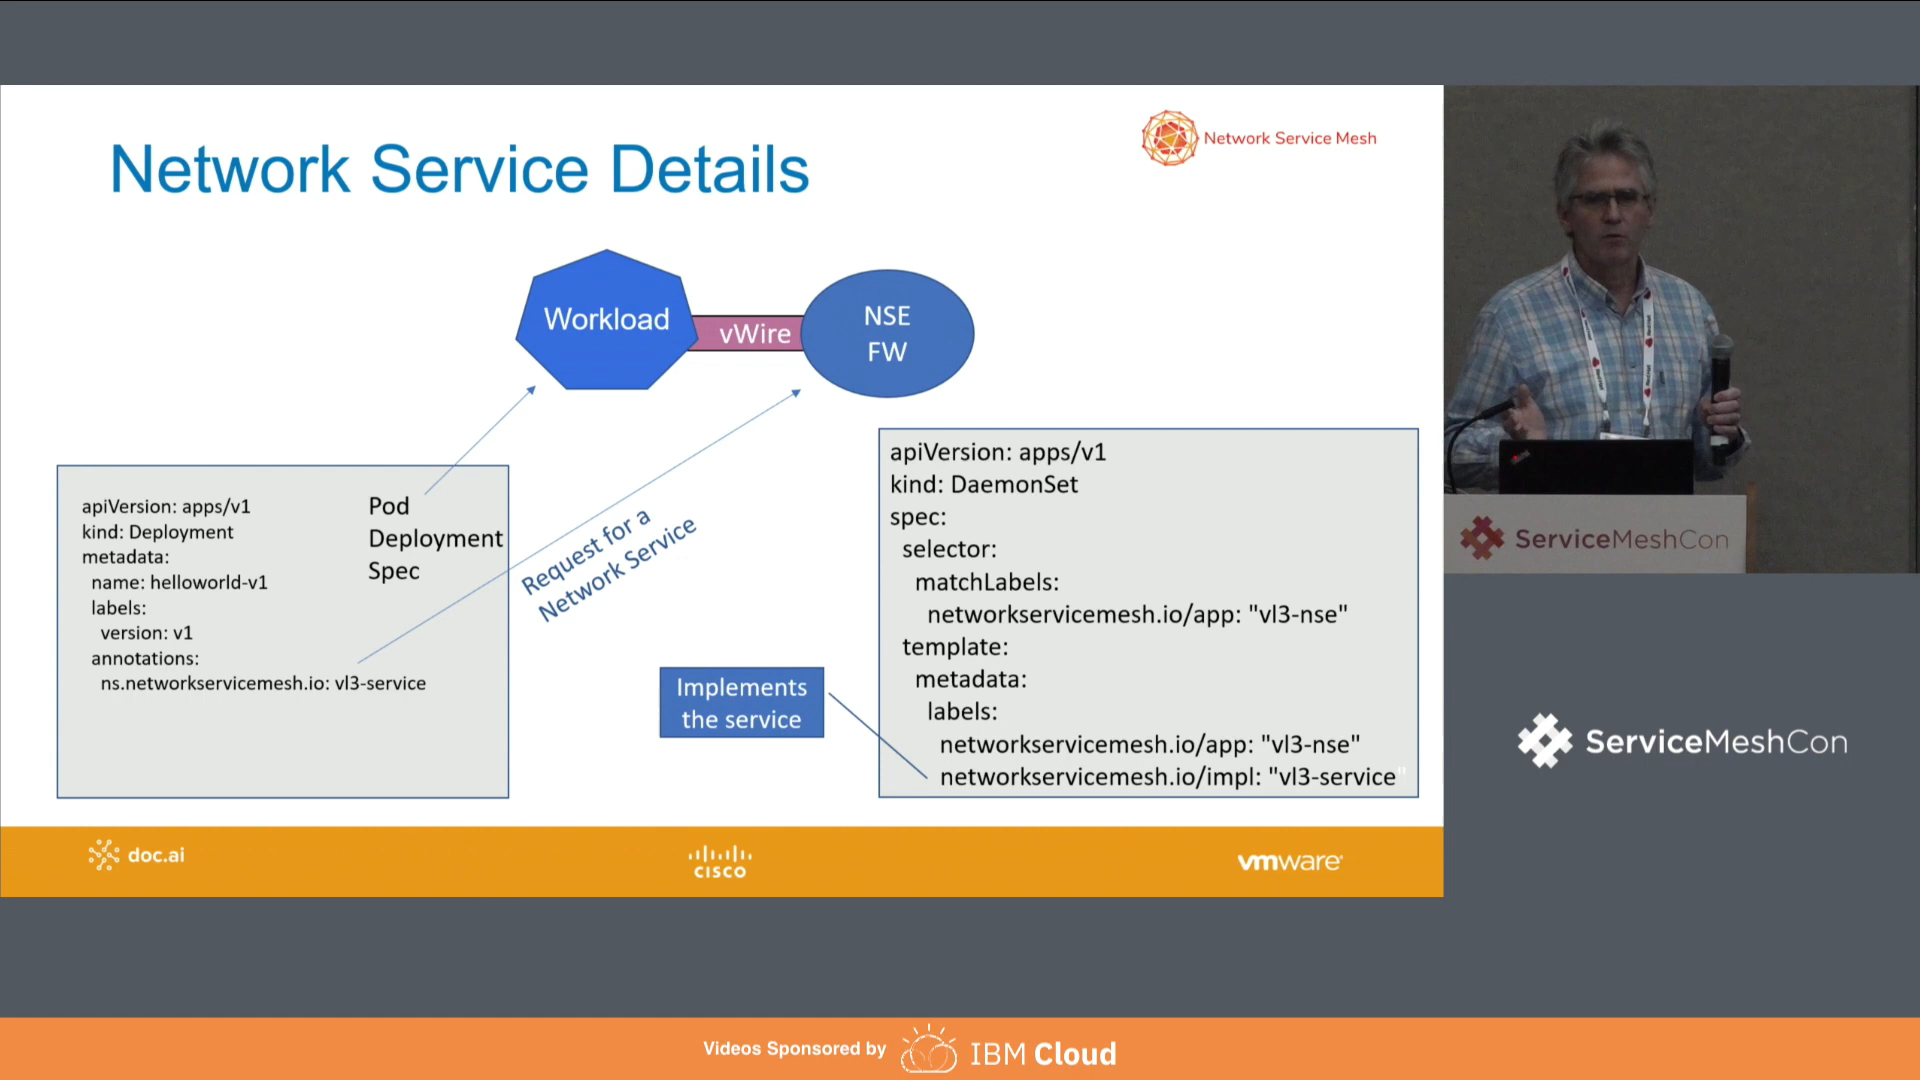 Network Service Details
Network Service Mesh
Workload
vWire
NSE
FW
apiVersion: apps/v1
kind: Deployment
metadata:
name: helloworld-v1
labels:
version: v1
annotations:
ns.networkservicemesh.io: vl3-service
Pod
Deployment
Spec
Request for a
Network Service
Implements
the service
apiVersion: apps/v1
kind: DaemonSet
spec:
selector:
matchLabels:
networkservicemesh.io/app: "vl3-nse"
template:
metadata:
labels:
networkservicemesh.io/app: "vl3-nse"
networkservicemesh.io/impl: "vl3-service"
doc.ai
CISCO
vmware
ServiceMeshCon
ServiceMeshCon
Videos Sponsored by
IBM Cloud